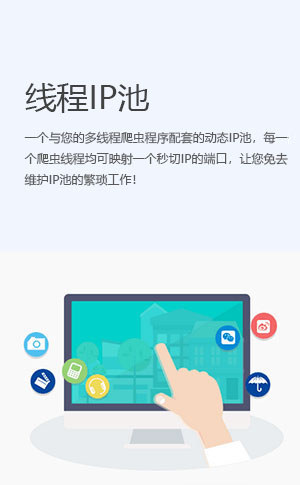 线程IP池
一个与您的多线程爬虫程序配套的动态IP池，每一
个爬虫线程均可映射一个秒切IP的端口，让您免去
维护IP池的繁琐工作！